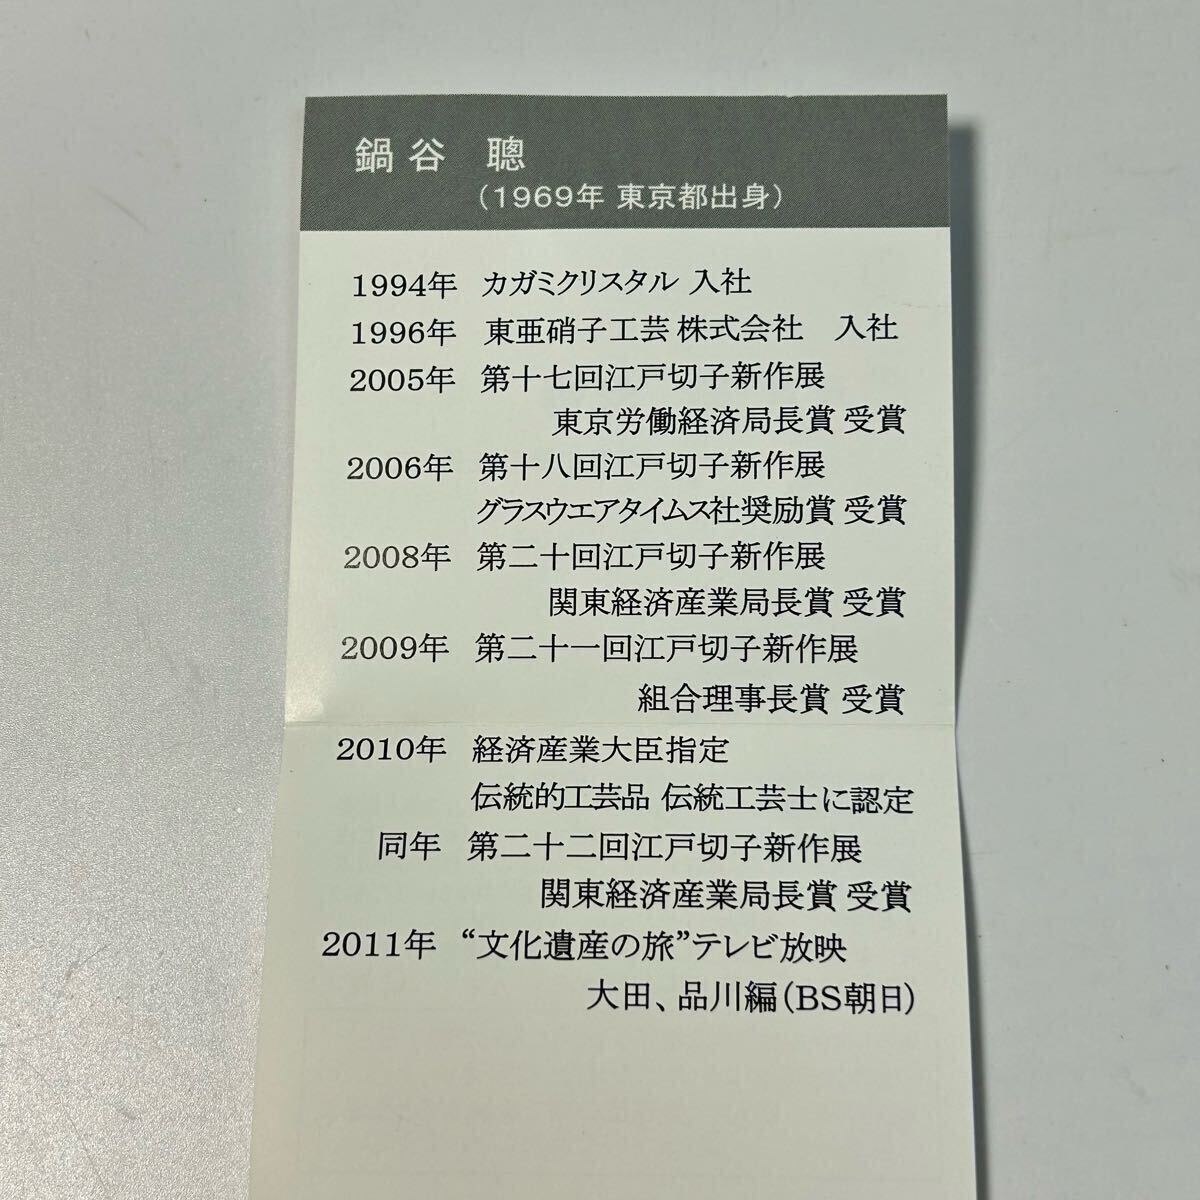 鍋谷 聰
（1969年 東京都出身）
1994年 カガミクリスタル 入社
1996年 東亜硝子工芸 株式会社 入社
2005年 第十七回江戸切子新作展
東京労働経済局長賞 受賞
2006年 第十八回江戸切子新作展
グラスウエアタイムス社奨励賞 受賞
2008年 第二十回江戸切子新作展
関東経済産業局長賞 受賞
2009年 第二十一回江戸切子新作展
組合理事長賞 受賞
2010年 経済産業大臣指定
伝統的工芸品 伝統工芸士に認定
同年 第二十二回江戸切子新作展
関東経済産業局長賞 受賞
2011年 “文化遺産の旅”テレビ放映
大田、品川編（BS朝日）